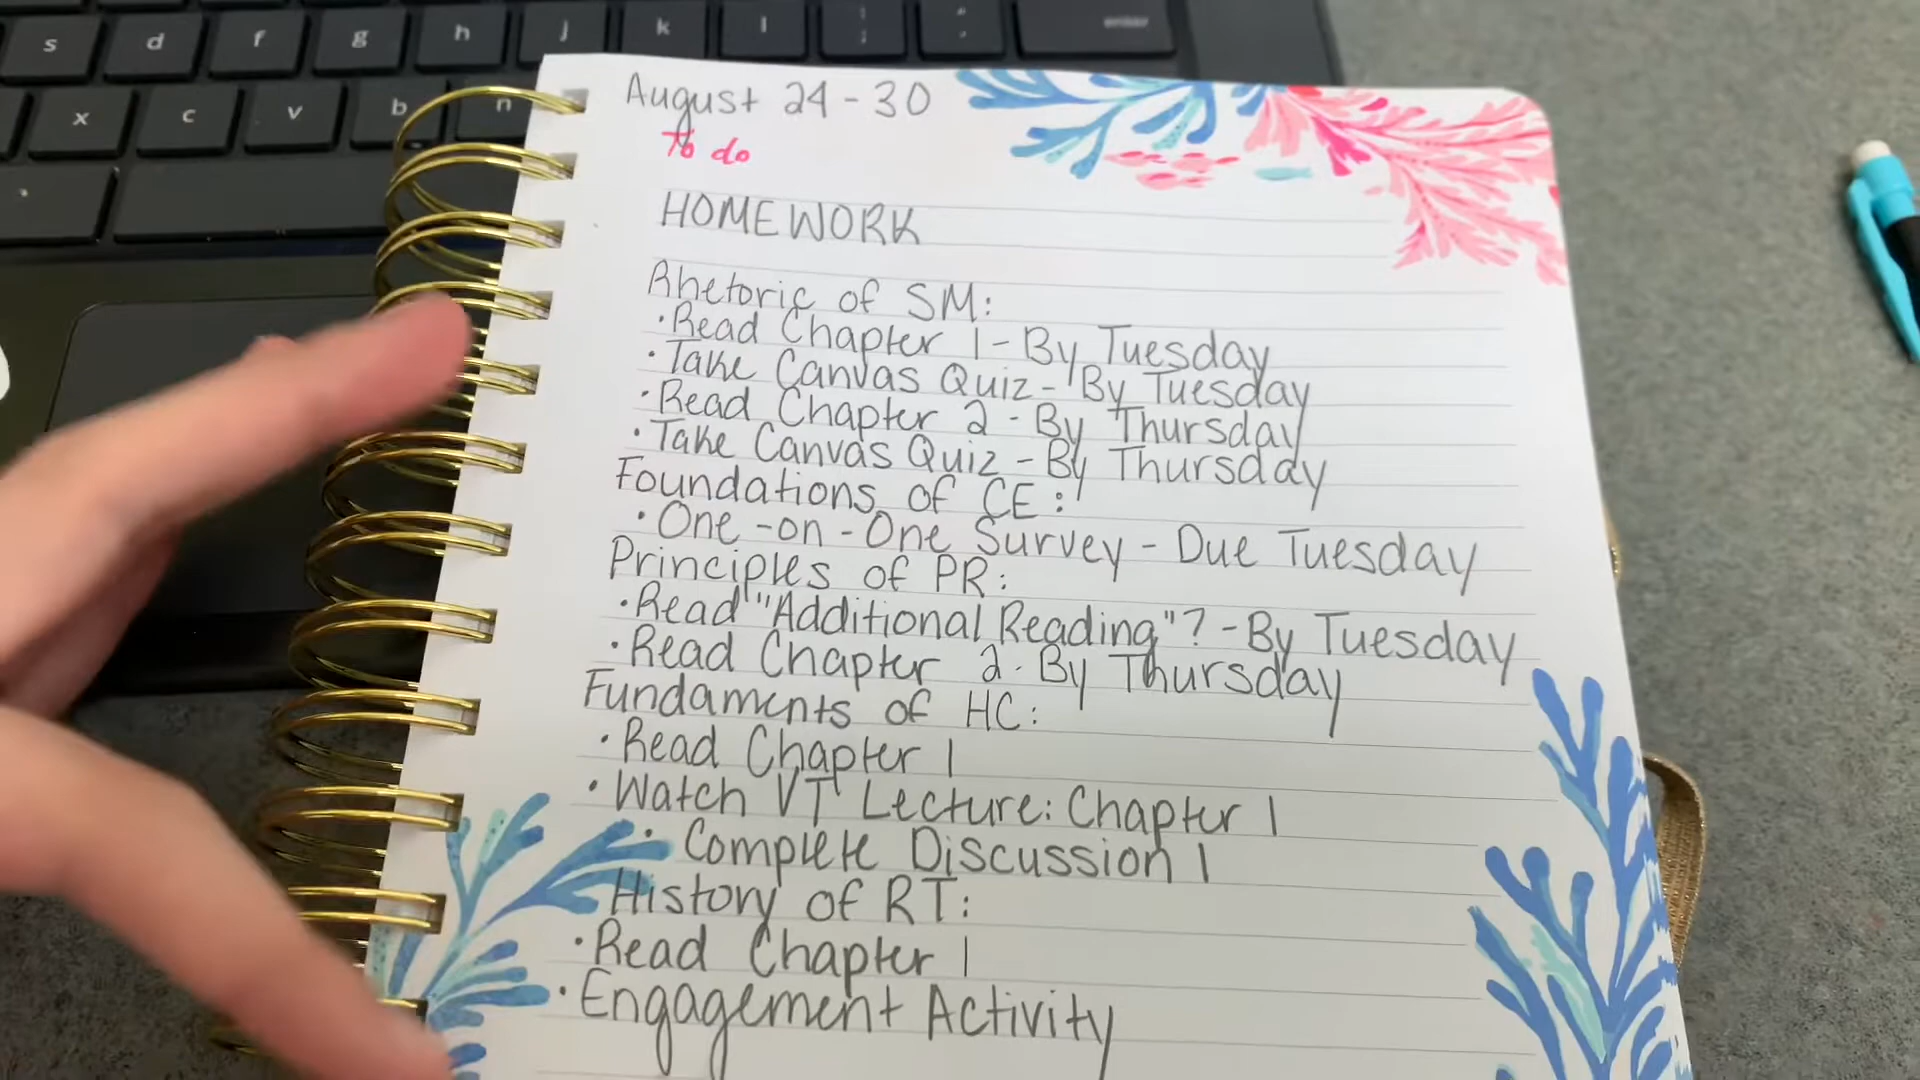 s d f g h j k l ; : ' " enter
x c v b n
August 24-30
To do
HOMEWORK
Rhetoric of SM:
·Read Chapter 1-By Tuesday
·Take Canvas Quiz-By Tuesday
·Read Chapter 2-By Thursday
·Take Canvas Quiz-By Thursday
Foundations of CE:
·One-on-One Survey-Due Tuesday
Principles of PR:
·Read "Additional Reading"?-By Tuesday
·Read Chapter 2-By Thursday
Fundaments of HC:
·Read Chapter 1
·Watch VT Lecture: Chapter 1
·Complete Discussion 1
History of RT:
·Read Chapter 1
·Engagement Activity